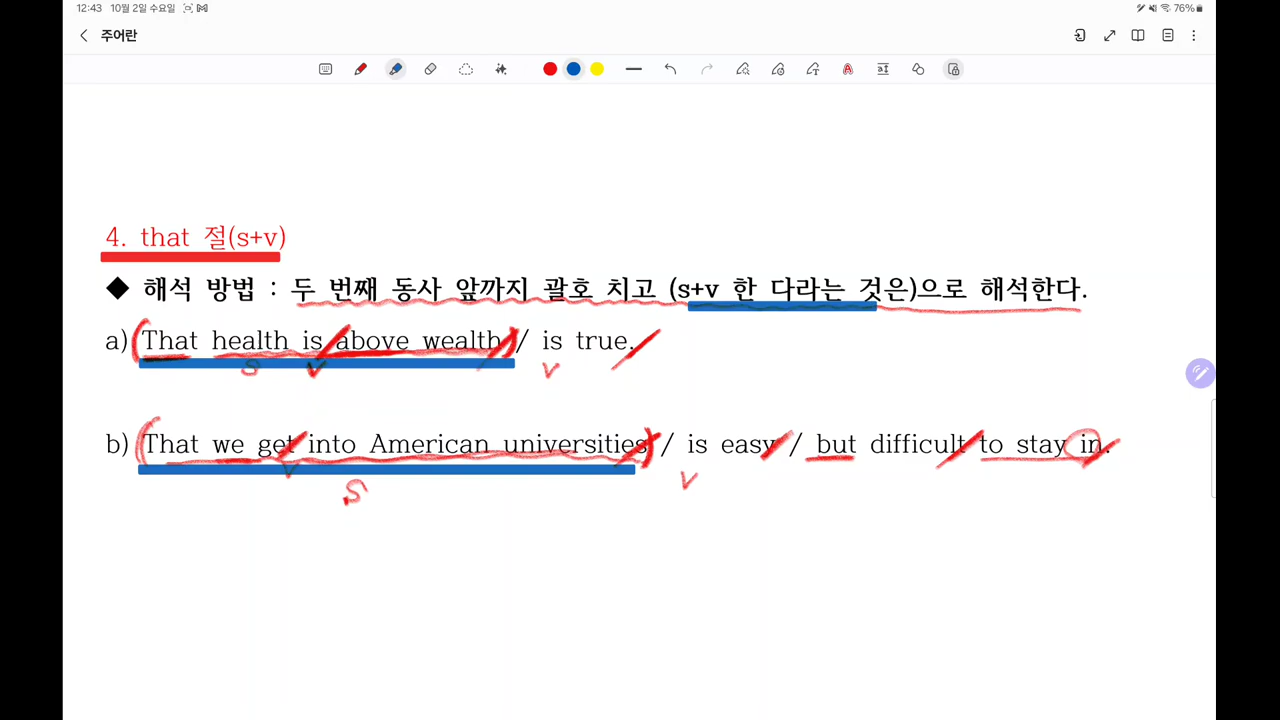 12:43 10월 2일 수요일 76%
주어란
4. that 절(s+v)
◆ 해석 방법 : 두 번째 동사 앞까지 괄호 치고 (s+v 한 다라는 것은)으로 해석한다.
a) (That health is / above wealth) / is true. /
s v v
b) (That we get / into American universities) / is easy / but difficult / to stay in. /
v s v